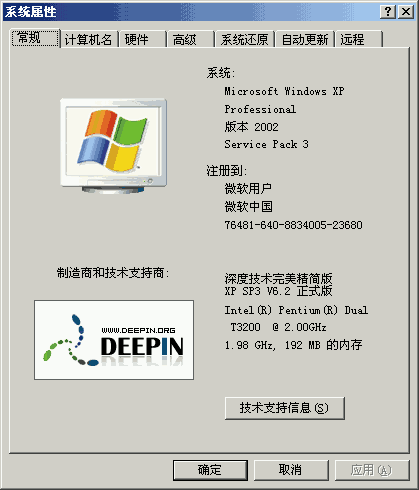 系统属性
常规 计算机名 硬件 高级 系统还原 自动更新 远程
系统:
Microsoft Windows XP
Professional
版本 2002
Service Pack 3
注册到:
微软用户
微软中国
76481-640-8834005-23680
制造商和技术支持商:
WWW.DEEPIN.ORG
DEEPIN
深度技术完美精简版
XP SP3 V6.2 正式版
Intel(R) Pentium(R) Dual
T3200 @ 2.00GHz
1.98 GHz, 192 MB 的内存
技术支持信息(S)
确定 取消 应用(A)